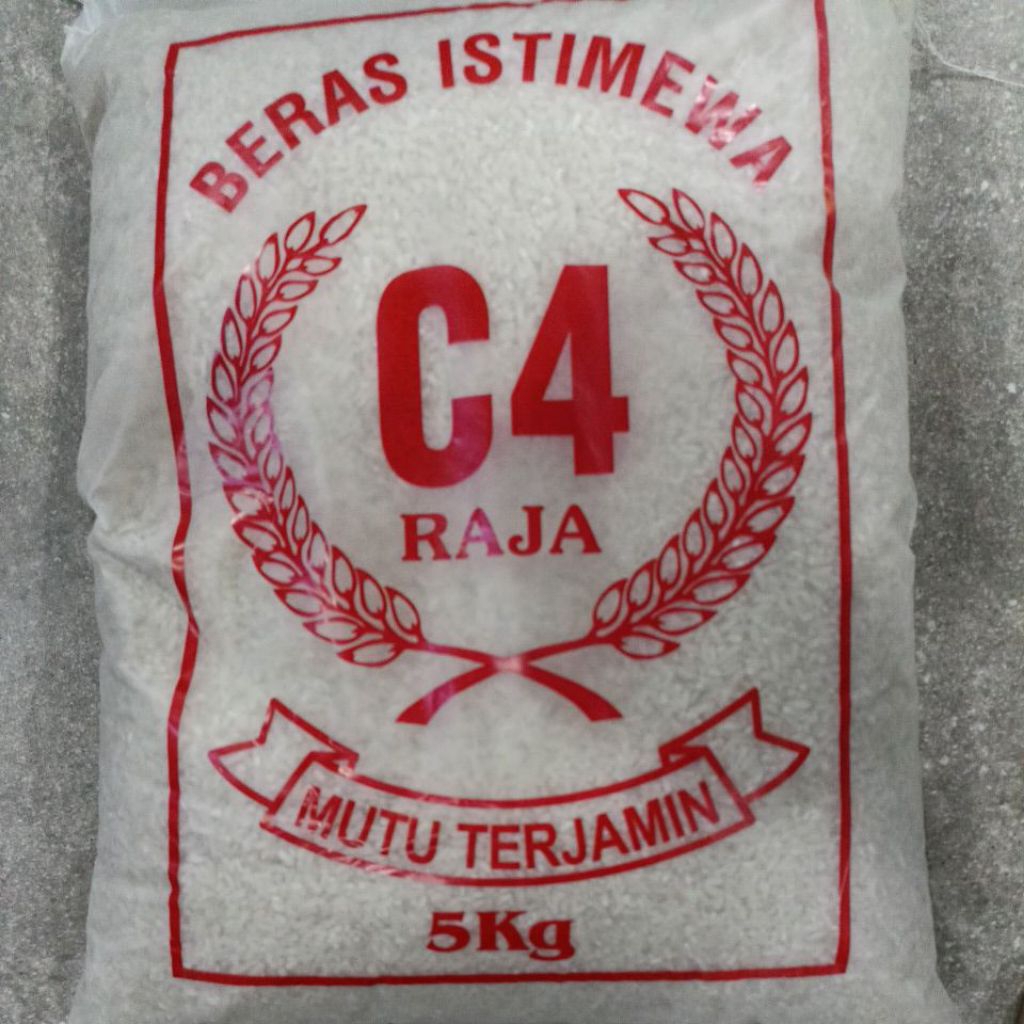 BERAS ISTIMEWA
C4
RAJA
MUTU TERJAMIN
5Kg